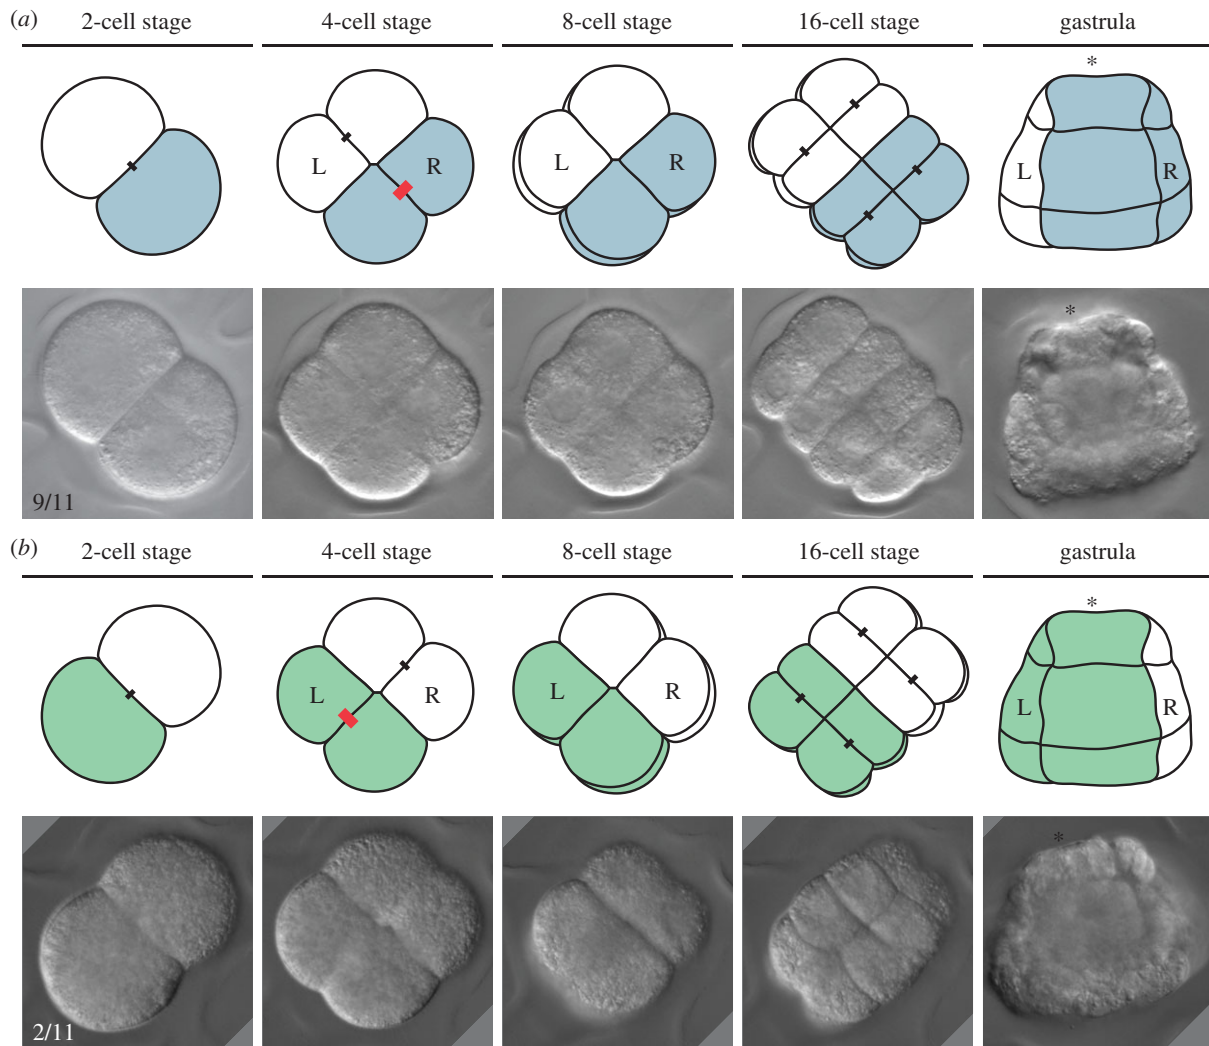 (a) 2-cell stage 4-cell stage 8-cell stage 16-cell stage gastrula
*
L R L R L R
*
9/11
(b) 2-cell stage 4-cell stage 8-cell stage 16-cell stage gastrula
*
L R L R L R
*
2/11